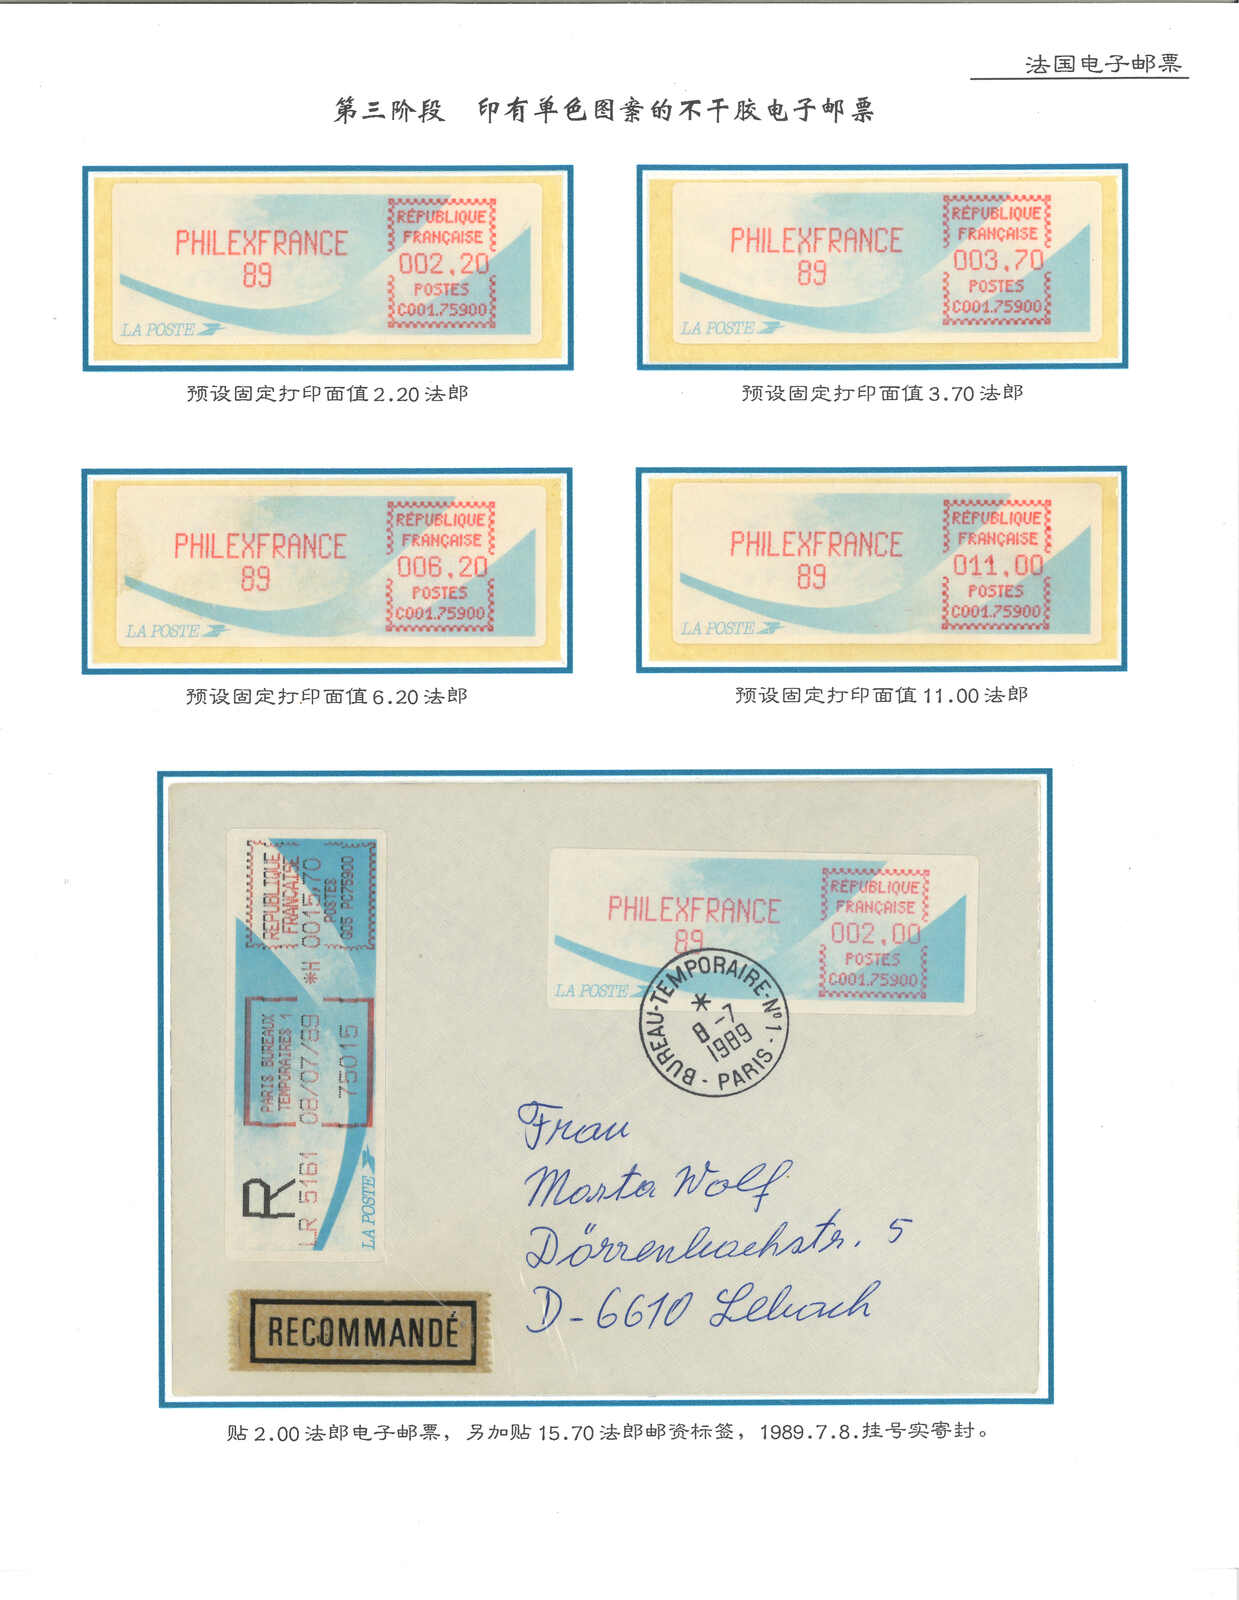 法国电子邮票
第三阶段 印有单色图案的不干胶电子邮票
PHILEXFRANCE
89
RÉPUBLIQUE
FRANÇAISE
002,20
POSTES
C001.75900
LA POSTE
预设固定打印面值2.20法郎
PHILEXFRANCE
89
RÉPUBLIQUE
FRANÇAISE
003,70
POSTES
C001.75900
LA POSTE
预设固定打印面值3.70法郎
PHILEXFRANCE
89
RÉPUBLIQUE
FRANÇAISE
006,20
POSTES
C001.75900
LA POSTE
预设固定打印面值6.20法郎
PHILEXFRANCE
89
RÉPUBLIQUE
FRANÇAISE
011,00
POSTES
C001.75900
LA POSTE
预设固定打印面值11.00法郎
RÉPUBLIQUE
FRANÇAISE
*H 0015,70
POSTES
G05 PC75900
PARIS BUREAUX
TEMPORAIRES 1
08/07/89
75015
R
LR 5161
LA POSTE
PHILEXFRANCE
89
RÉPUBLIQUE
FRANÇAISE
002,00
POSTES
C001.75900
LA POSTE
BUREAU-TEMPORAIRE-N°1-
*
8-7
1989
PARIS
Frau
Marta Wolf
Dörrenbachstr. 5
D-6610 Lebach
RECOMMANDÉ
贴2.00法郎电子邮票，另加贴15.70法郎邮资标签，1989.7.8.挂号实寄封。